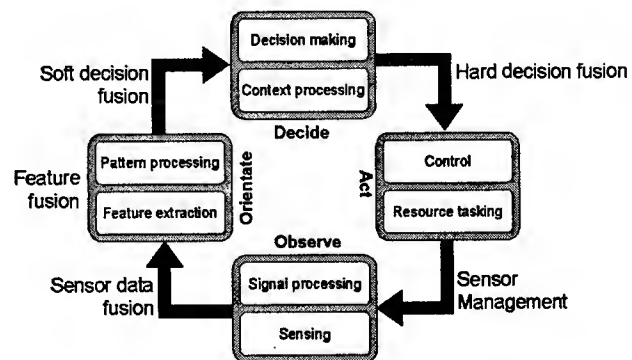 Decision making
Context processing
Decide
Soft decision
fusion
Hard decision fusion
Pattern processing
Feature extraction
Orientate
Feature
fusion
Act
Control
Resource tasking
Observe
Signal processing
Sensing
Sensor data
fusion
Sensor
Management